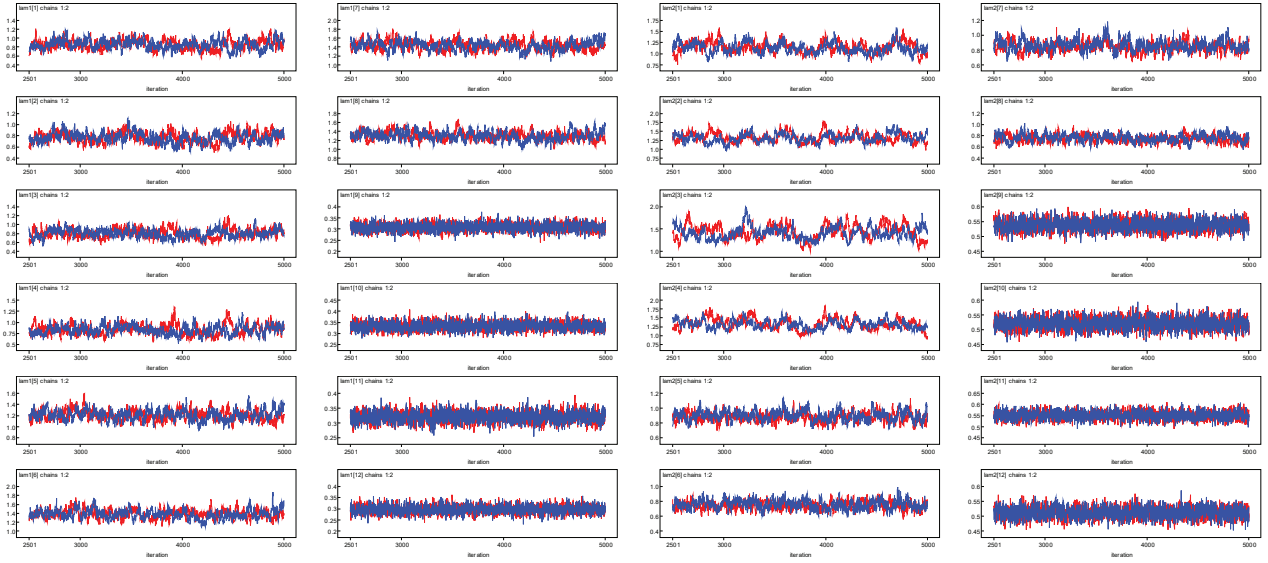 lam1[1] chains 1:2
1.4
1.2
1.0
0.8
0.6
0.4
2501 3000 4000 5000
iteration
lam1[7] chains 1:2
2.0
1.8
1.6
1.4
1.2
1.0
2501 3000 4000 5000
iteration
lam2[1] chains 1:2
1.75
1.5
1.25
1.0
0.75
2501 3000 4000 5000
iteration
lam2[7] chains 1:2
1.2
1.0
0.8
0.6
2501 3000 4000 5000
iteration
lam1[2] chains 1:2
1.2
1.0
0.8
0.6
0.4
2501 3000 4000 5000
iteration
lam1[8] chains 1:2
1.8
1.6
1.4
1.2
1.0
0.8
2501 3000 4000 5000
iteration
lam2[2] chains 1:2
1.75
1.5
1.25
1.0
0.75
2501 3000 4000 5000
iteration
lam2[8] chains 1:2
1.2
1.0
0.8
0.6
0.4
2501 3000 4000 5000
iteration
lam1[3] chains 1:2
1.4
1.2
1.0
0.8
0.6
0.4
2501 3000 4000 5000
iteration
lam1[9] chains 1:2
0.4
0.35
0.3
0.25
0.2
2501 3000 4000 5000
iteration
lam2[3] chains 1:2
2.0
1.5
1.0
2501 3000 4000 5000
iteration
lam2[9] chains 1:2
0.6
0.55
0.5
0.45
2501 3000 4000 5000
iteration
lam1[4] chains 1:2
1.5
1.25
1.0
0.75
0.5
2501 3000 4000 5000
iteration
lam1[10] chains 1:2
0.45
0.4
0.35
0.3
0.25
2501 3000 4000 5000
iteration
lam2[4] chains 1:2
2.0
1.75
1.5
1.25
1.0
0.75
2501 3000 4000 5000
iteration
lam2[10] chains 1:2
0.6
0.55
0.5
0.45
2501 3000 4000 5000
iteration
lam1[5] chains 1:2
1.6
1.4
1.2
1.0
0.8
2501 3000 4000 5000
iteration
lam1[11] chains 1:2
0.4
0.35
0.3
0.25
2501 3000 4000 5000
iteration
lam2[5] chains 1:2
1.2
1.0
0.8
0.6
2501 3000 4000 5000
iteration
lam2[11] chains 1:2
0.65
0.6
0.55
0.5
0.45
2501 3000 4000 5000
iteration
lam1[6] chains 1:2
2.0
1.8
1.6
1.4
1.2
1.0
2501 3000 4000 5000
iteration
lam1[12] chains 1:2
0.4
0.35
0.3
0.25
0.2
2501 3000 4000 5000
iteration
lam2[6] chains 1:2
1.0
0.8
0.6
0.4
2501 3000 4000 5000
iteration
lam2[12] chains 1:2
0.6
0.55
0.5
0.45
2501 3000 4000 5000
iteration